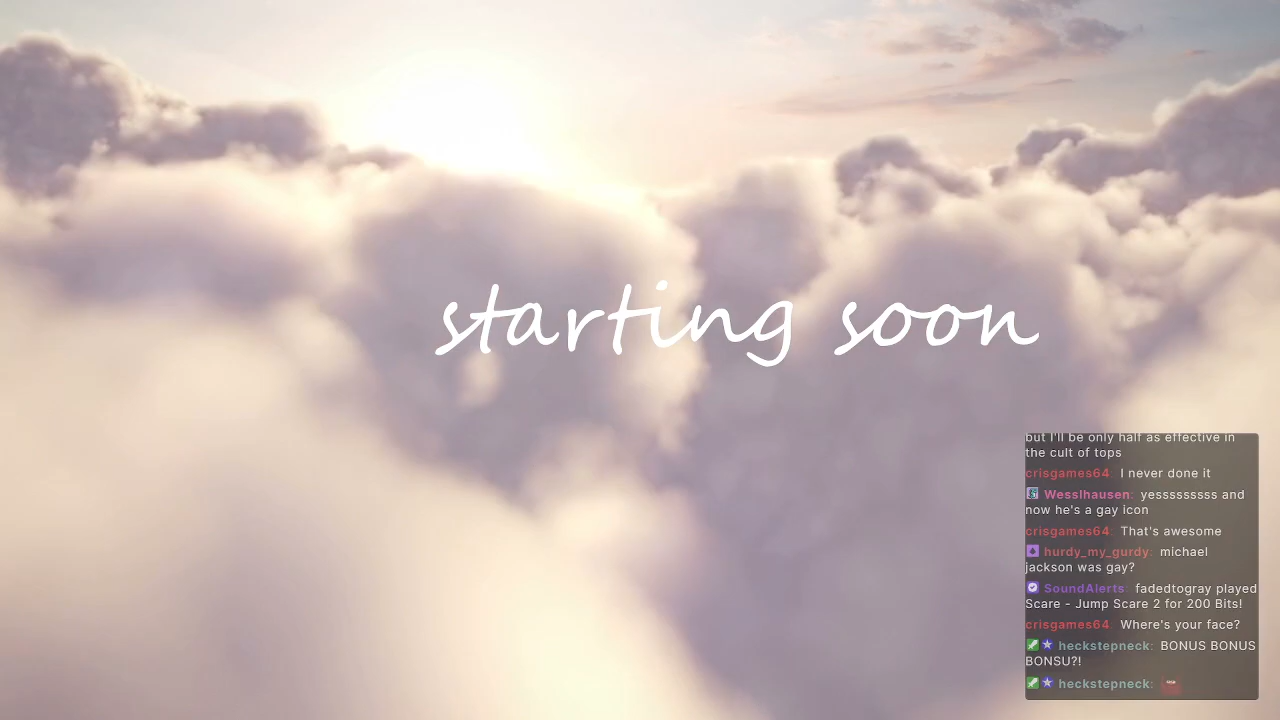 starting soon
but I'll be only half as effective in
the cult of tops
crisgames64: I never done it
Wesslhausen: yesssssssss and
now he's a gay icon
crisgames64: That's awesome
hurdy_my_gurdy: michael
jackson was gay?
SoundAlerts: fadedtogray played
Scare - Jump Scare 2 for 200 Bits!
crisgames64: Where's your face?
heckstepneck: BONUS BONUS
BONSU?!
heckstepneck: